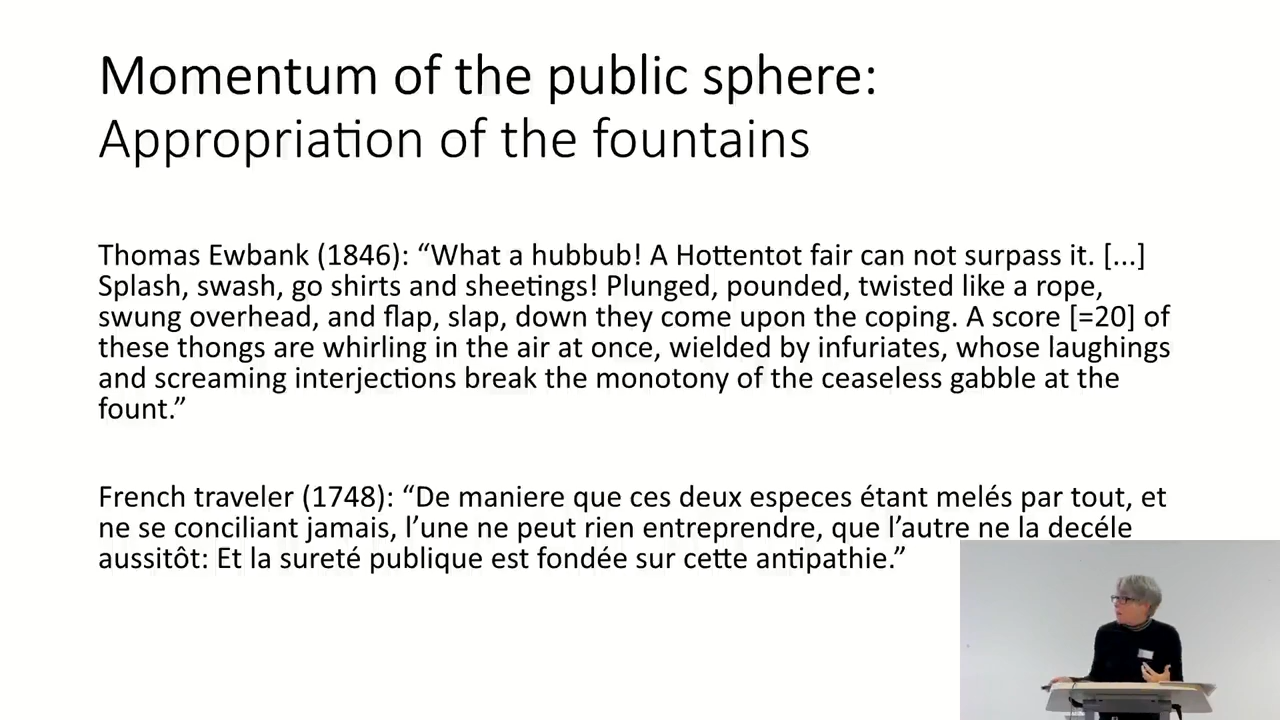 Momentum of the public sphere:
Appropriation of the fountains
Thomas Ewbank (1846): “What a hubbub! A Hottentot fair can not surpass it. [...]
Splash, swash, go shirts and sheetings! Plunged, pounded, twisted like a rope,
swung overhead, and flap, slap, down they come upon the coping. A score [=20] of
these thongs are whirling in the air at once, wielded by infuriates, whose laughings
and screaming interjections break the monotony of the ceaseless gabble at the
fount.”
French traveler (1748): “De maniere que ces deux especes étant melés par tout, et
ne se conciliant jamais, l’une ne peut rien entreprendre, que l’autre ne la decéle
aussitôt: Et la sureté publique est fondée sur cette antipathie.”